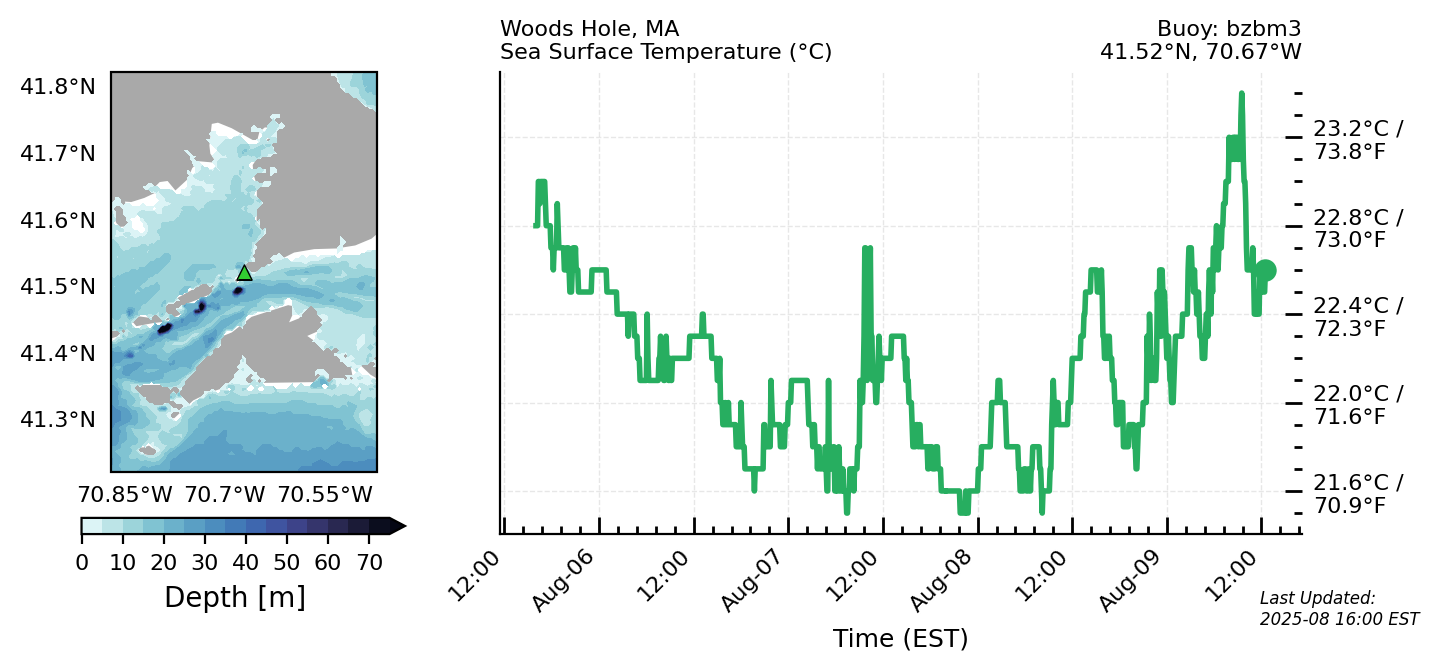 Woods Hole, MA
Sea Surface Temperature (°C)
Buoy: bzbm3
41.52°N, 70.67°W
41.8°N
41.7°N
41.6°N
41.5°N
41.4°N
41.3°N
70.85°W 70.7°W 70.55°W
0 10 20 30 40 50 60 70
Depth [m]
23.2°C /
73.8°F
22.8°C /
73.0°F
22.4°C /
72.3°F
22.0°C /
71.6°F
21.6°C /
70.9°F
12:00 Aug-06 12:00 Aug-07 12:00 Aug-08 12:00 Aug-09 12:00
Time (EST)
Last Updated:
2025-08 16:00 EST